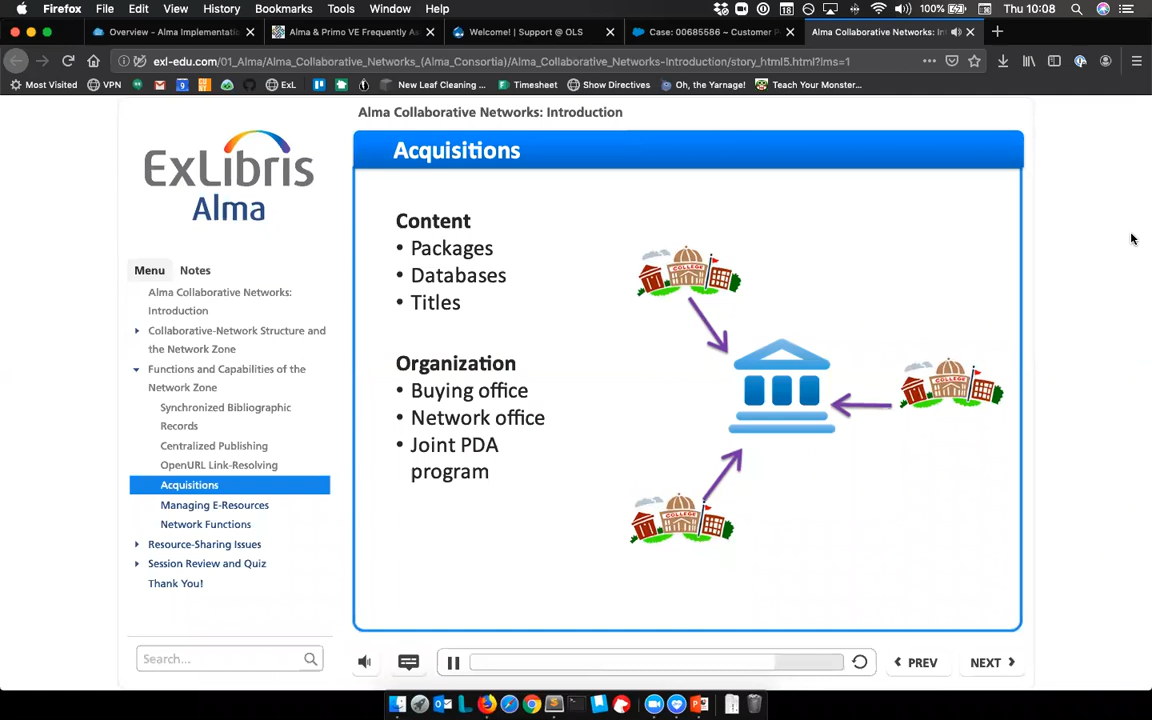 Firefox File Edit View History Bookmarks Tools Window Help 100% Thu 10:08
Overview - Alma Implementati
Alma & Primo VE Frequently As
Welcome! | Support @ OLS
Case: 00685586 ~ Customer P
Alma Collaborative Networks: Int
exl-edu.com/01_Alma/Alma_Collaborative_Networks_(Alma_Consortia)/Alma_Collaborative_Networks-Introduction/story_html5.html?lms=1
Most Visited VPN ExL New Leaf Cleaning ... Timesheet Show Directives Oh, the Yarnage! Teach Your Monster...
Alma Collaborative Networks: Introduction
ExLibris
Alma
Menu Notes
Alma Collaborative Networks:
Introduction
Collaborative-Network Structure and
the Network Zone
Functions and Capabilities of the
Network Zone
Synchronized Bibliographic
Records
Centralized Publishing
OpenURL Link-Resolving
Acquisitions
Managing E-Resources
Network Functions
Resource-Sharing Issues
Session Review and Quiz
Thank You!
Search...
Acquisitions
Content
• Packages
• Databases
• Titles
Organization
• Buying office
• Network office
• Joint PDA
program
COLLEGE
COLLEGE
COLLEGE
PREV
NEXT